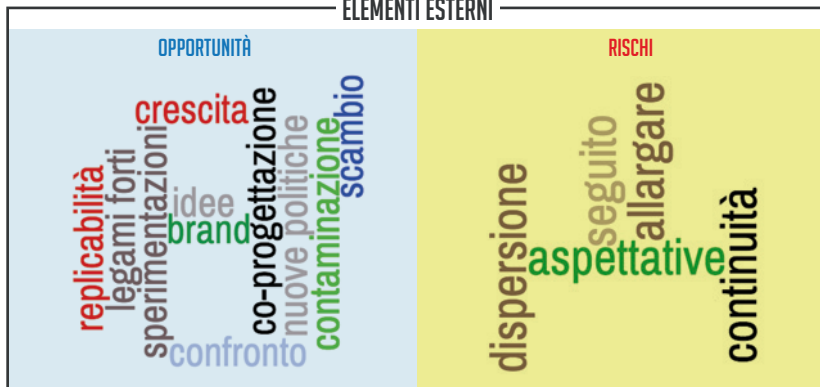 ELEMENTI ESTERNI
OPPORTUNITÀ
crescita
replicabilità
legami forti
sperimentazioni
idee
brand
co-progettazione
nuove politiche
contaminazione
scambio
confronto
RISCHI
dispersione
aspettative
seguito
allargare
continuità